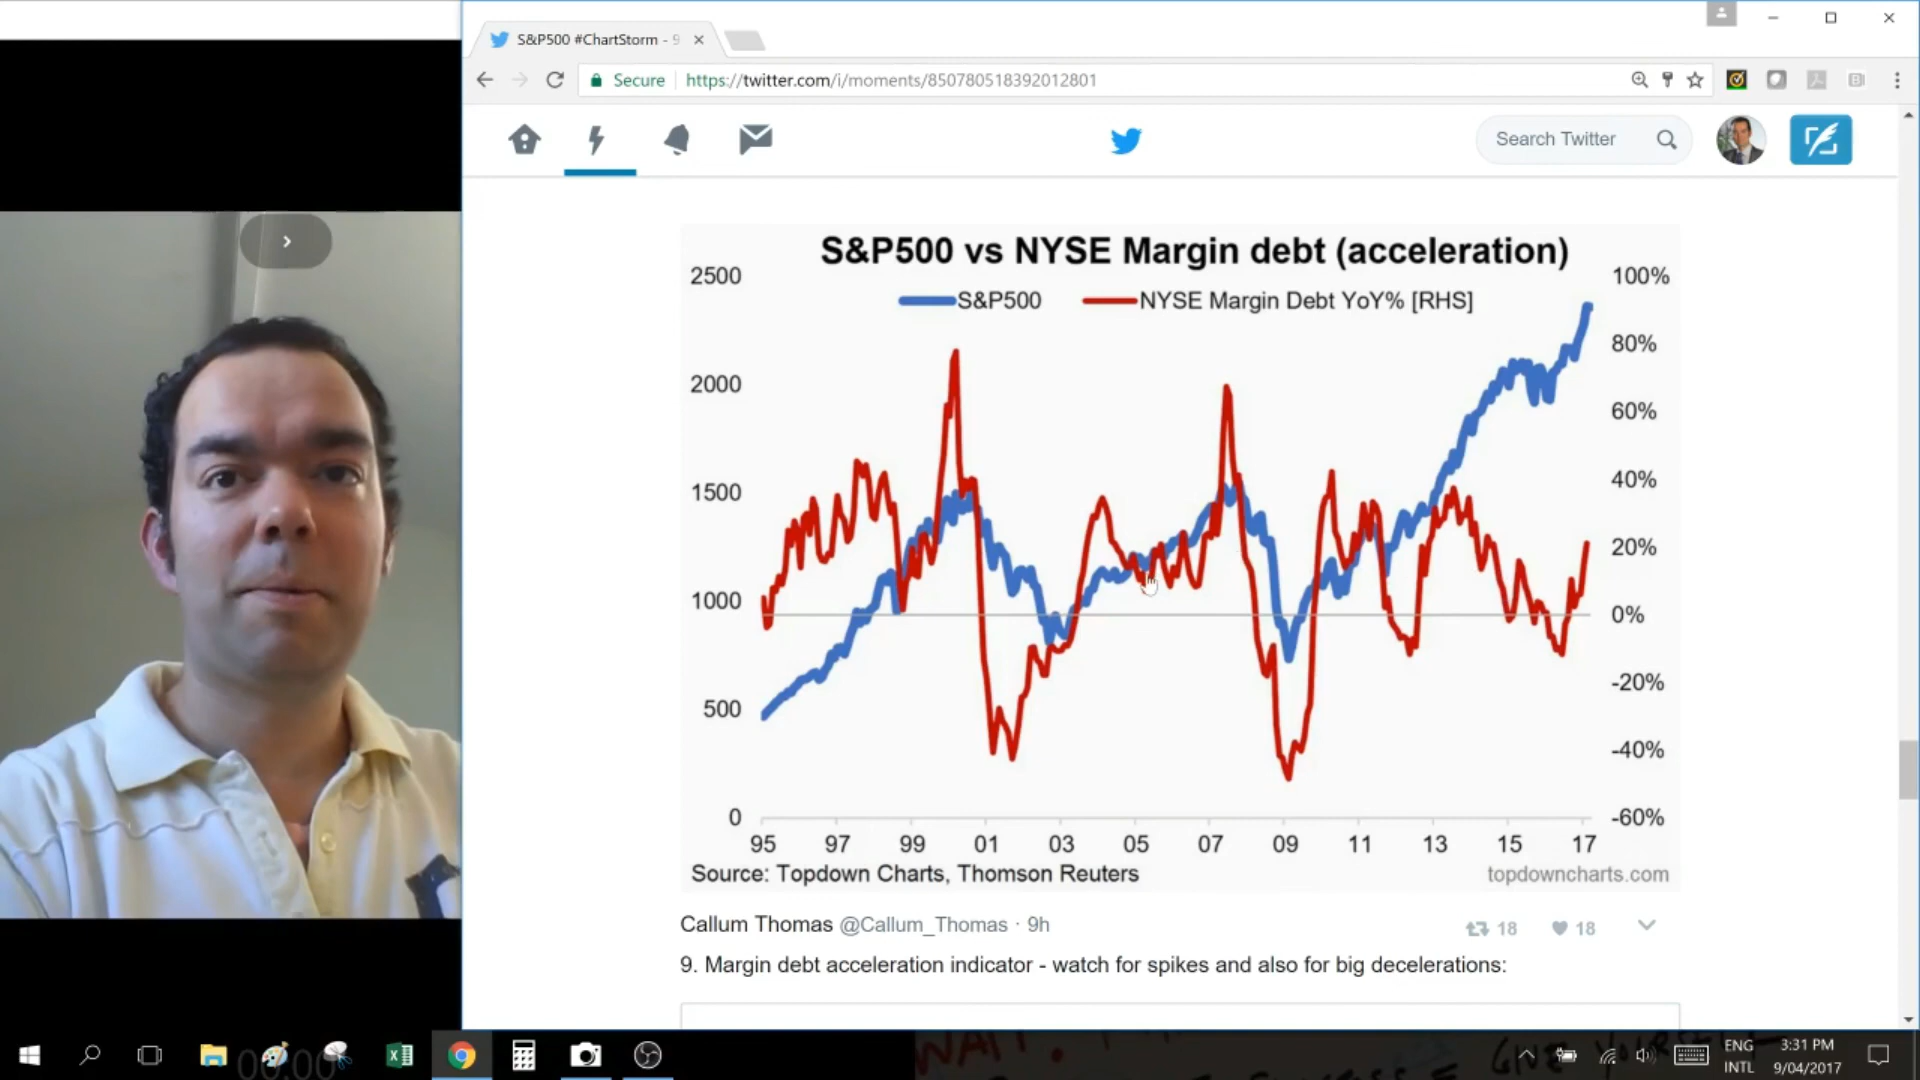 S&P500 #ChartStorm - 9
Secure
https://twitter.com/i/moments/850780518392012801
Search Twitter
S&P500 vs NYSE Margin debt (acceleration)
S&P500
NYSE Margin Debt YoY% [RHS]
2500
2000
1500
1000
500
0
100%
80%
60%
40%
20%
0%
-20%
-40%
-60%
95 97 99 01 03 05 07 09 11 13 15 17
Source: Topdown Charts, Thomson Reuters
topdowncharts.com
Callum Thomas @Callum_Thomas · 9h
18 18
9. Margin debt acceleration indicator - watch for spikes and also for big decelerations:
00:00
ENG
INTL
3:31 PM
9/04/2017